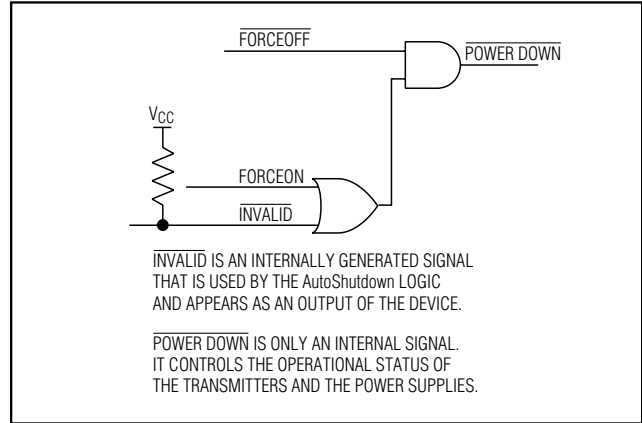 FORCEOFF
POWER DOWN
VCC
FORCEON
INVALID
INVALID IS AN INTERNALLY GENERATED SIGNAL
THAT IS USED BY THE AutoShutdown LOGIC
AND APPEARS AS AN OUTPUT OF THE DEVICE.
POWER DOWN IS ONLY AN INTERNAL SIGNAL.
IT CONTROLS THE OPERATIONAL STATUS OF
THE TRANSMITTERS AND THE POWER SUPPLIES.